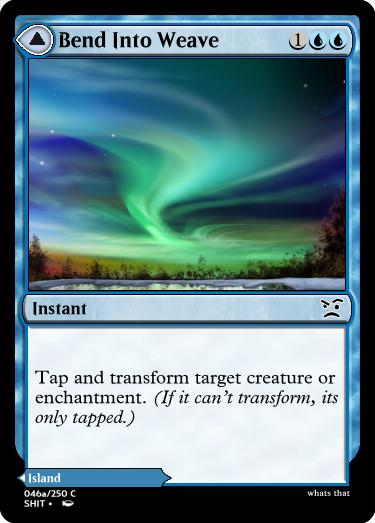 Bend Into Weave 1
Instant
Tap and transform target creature or
enchantment. (If it can't transform, its
only tapped.)
Island
046a/250 C
SHIT •
whats that